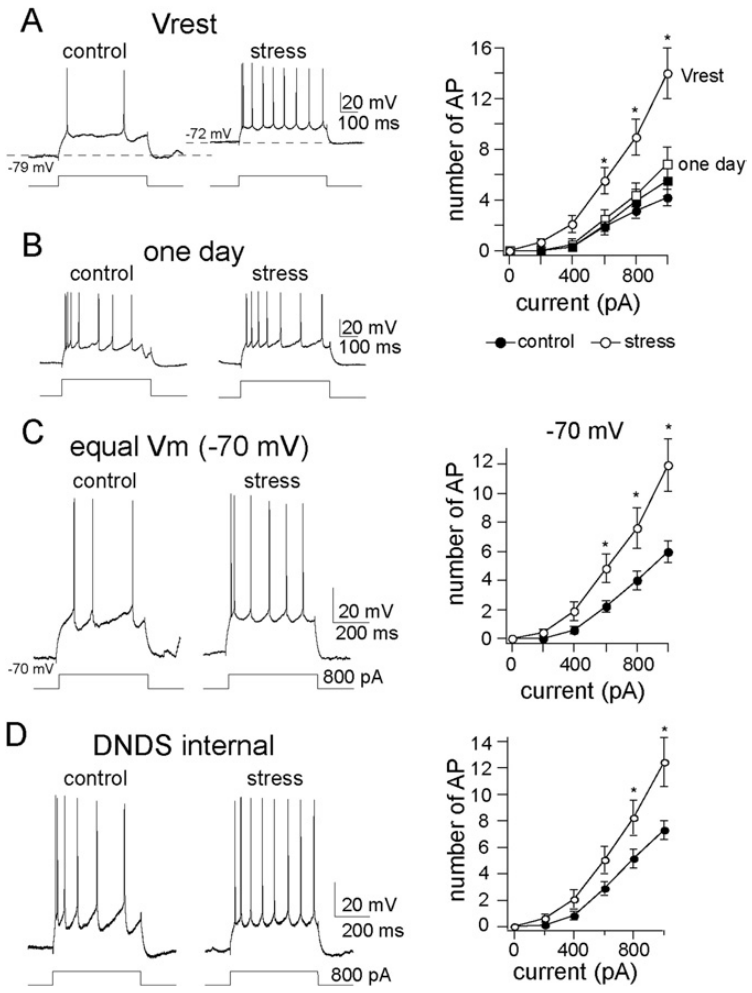 A
Vrest
control
stress
-72 mV
-79 mV
20 mV
100 ms
number of AP
16
12
8
4
0
*
*
*
Vrest
one day
0
400
800
current (pA)
control
stress
B
one day
control
stress
20 mV
100 ms
C
equal Vm (-70 mV)
control
stress
-70 mV
20 mV
200 ms
800 pA
-70 mV
number of AP
12
10
8
6
4
2
0
*
*
*
0
400
800
current (pA)
D
DNDS internal
control
stress
20 mV
200 ms
800 pA
number of AP
14
12
10
8
6
4
2
0
*
*
0
400
800
current (pA)